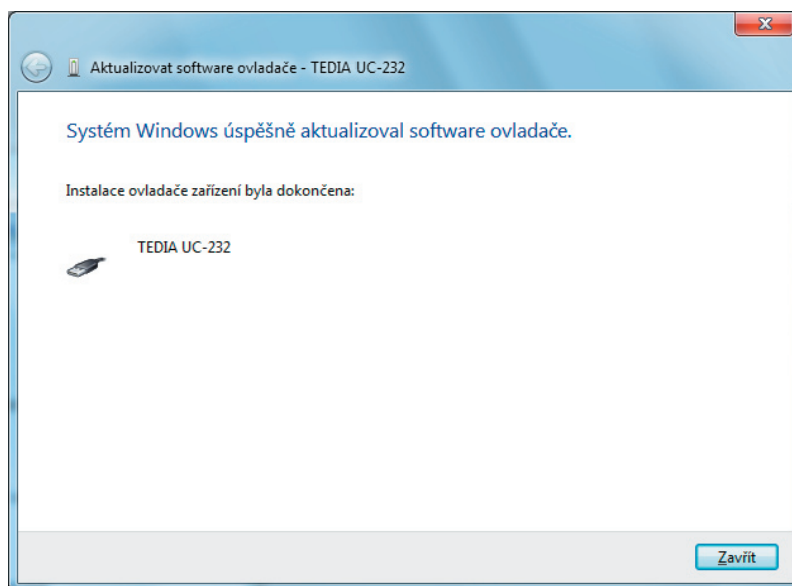 Aktualizovat software ovladače - TEDIA UC-232
Systém Windows úspěšně aktualizoval software ovladače.
Instalace ovladače zařízení byla dokončena:
TEDIA UC-232
Zavřít